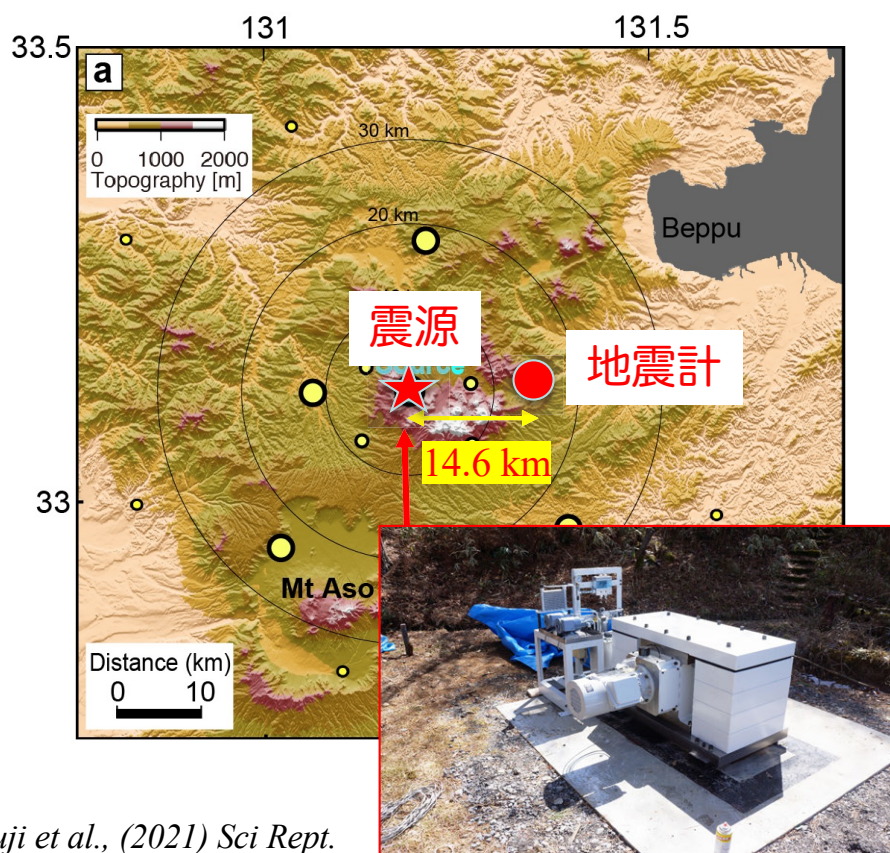 131 131.5
33.5
a
30 km
0 1000 2000
Topography [m]
20 km
Beppu
震源
地震計
14.6 km
33
Mt Aso
Distance (km)
0 10
uji et al., (2021) Sci Rept.